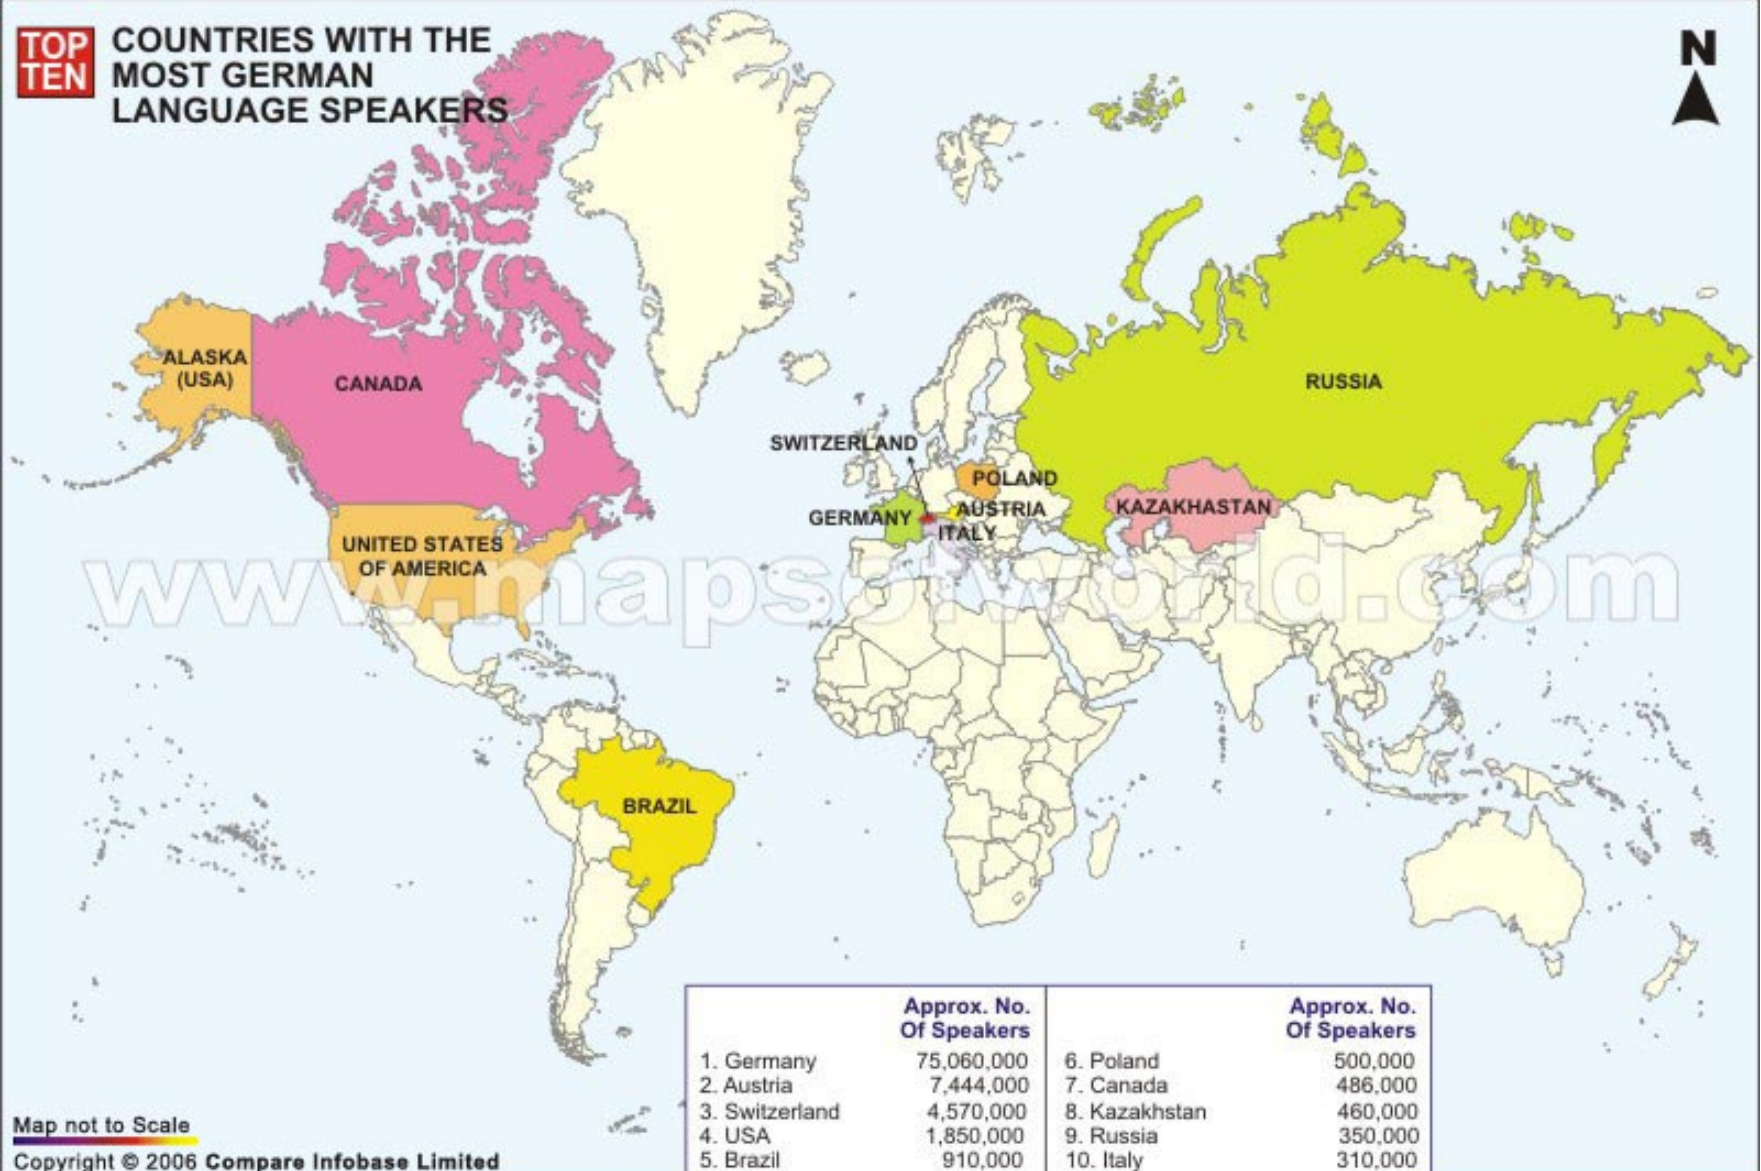 TOP
TEN
COUNTRIES WITH THE
MOST GERMAN
LANGUAGE SPEAKERS
N
ALASKA
(USA)
CANADA
RUSSIA
SWITZERLAND
POLAND
KAZAKHASTAN
AUSTRIA
GERMANY
ITALY
UNITED STATES
OF AMERICA
www.mapsofworld.com
BRAZIL
Approx. No.
Of Speakers
1. Germany 75,060,000
2. Austria 7,444,000
3. Switzerland 4,570,000
4. USA 1,850,000
5. Brazil 910,000
Approx. No.
Of Speakers
6. Poland 500,000
7. Canada 486,000
8. Kazakhstan 460,000
9. Russia 350,000
10. Italy 310,000
Map not to Scale
Copyright © 2006 Compare Infobase Limited